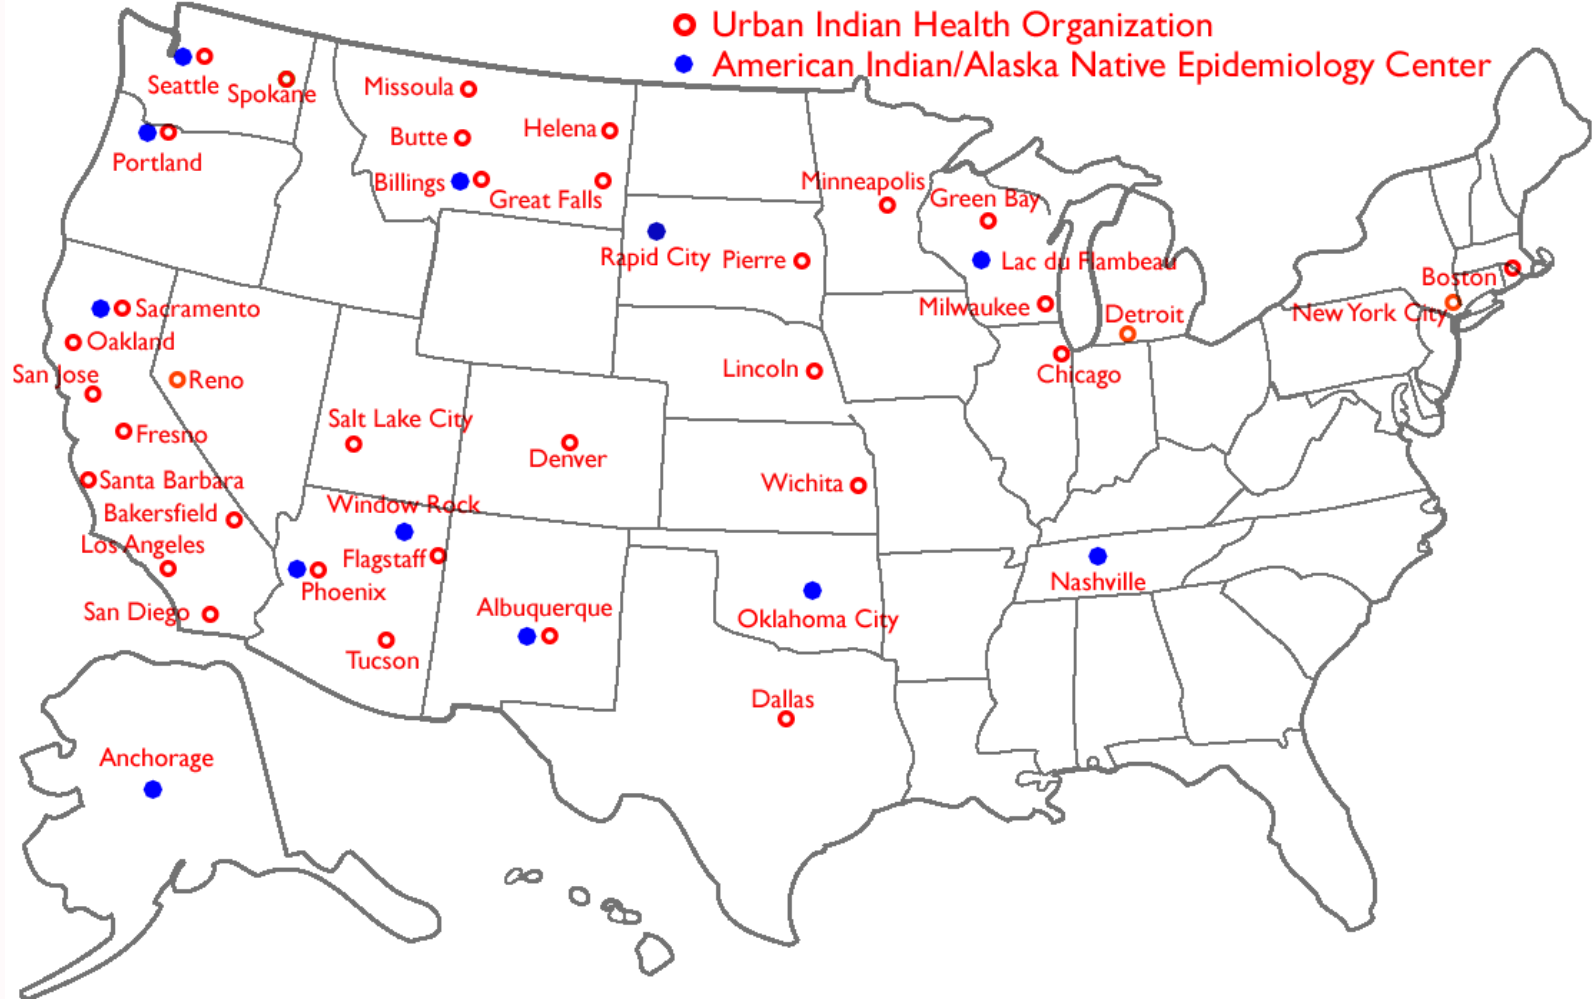 Urban Indian Health Organization
American Indian/Alaska Native Epidemiology Center
Seattle
Spokane
Missoula
Butte
Helena
Portland
Billings
Great Falls
Minneapolis
Green Bay
Rapid City
Pierre
Lac du Flambeau
Boston
Sacramento
Milwaukee
Detroit
New York City
Oakland
San Jose
Reno
Lincoln
Chicago
Salt Lake City
Fresno
Denver
Santa Barbara
Wichita
Window Rock
Bakersfield
Los Angeles
Flagstaff
Phoenix
Nashville
San Diego
Albuquerque
Oklahoma City
Tucson
Dallas
Anchorage